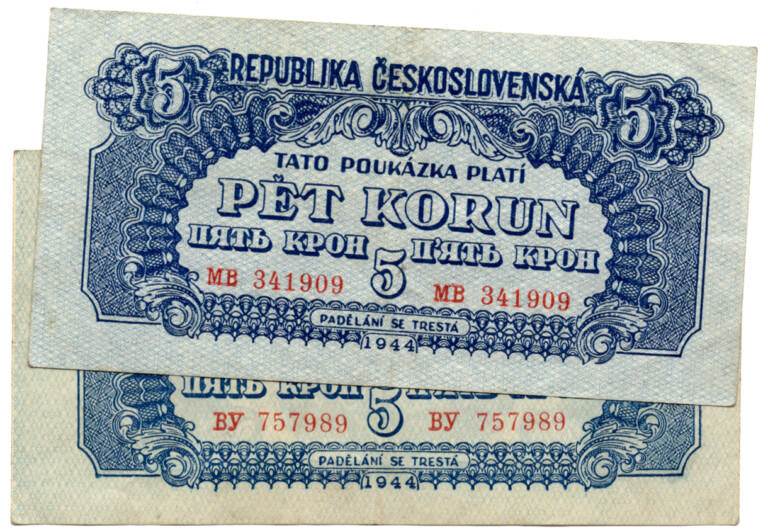 5 REPUBLIKA ČESKOSLOVENSKÁ 5
TATO POUKÁZKA PLATÍ
PĚT KORUN
ПЯТЬ КРОН 5 П'ЯТЬ КРОН
МВ 341909 МВ 341909
PADĚLÁNÍ SE TRESTÁ
1944
ПЯТЬ КРОН 5
ВУ 757989 ВУ 757989
PADĚLÁNÍ SE TRESTÁ
1944